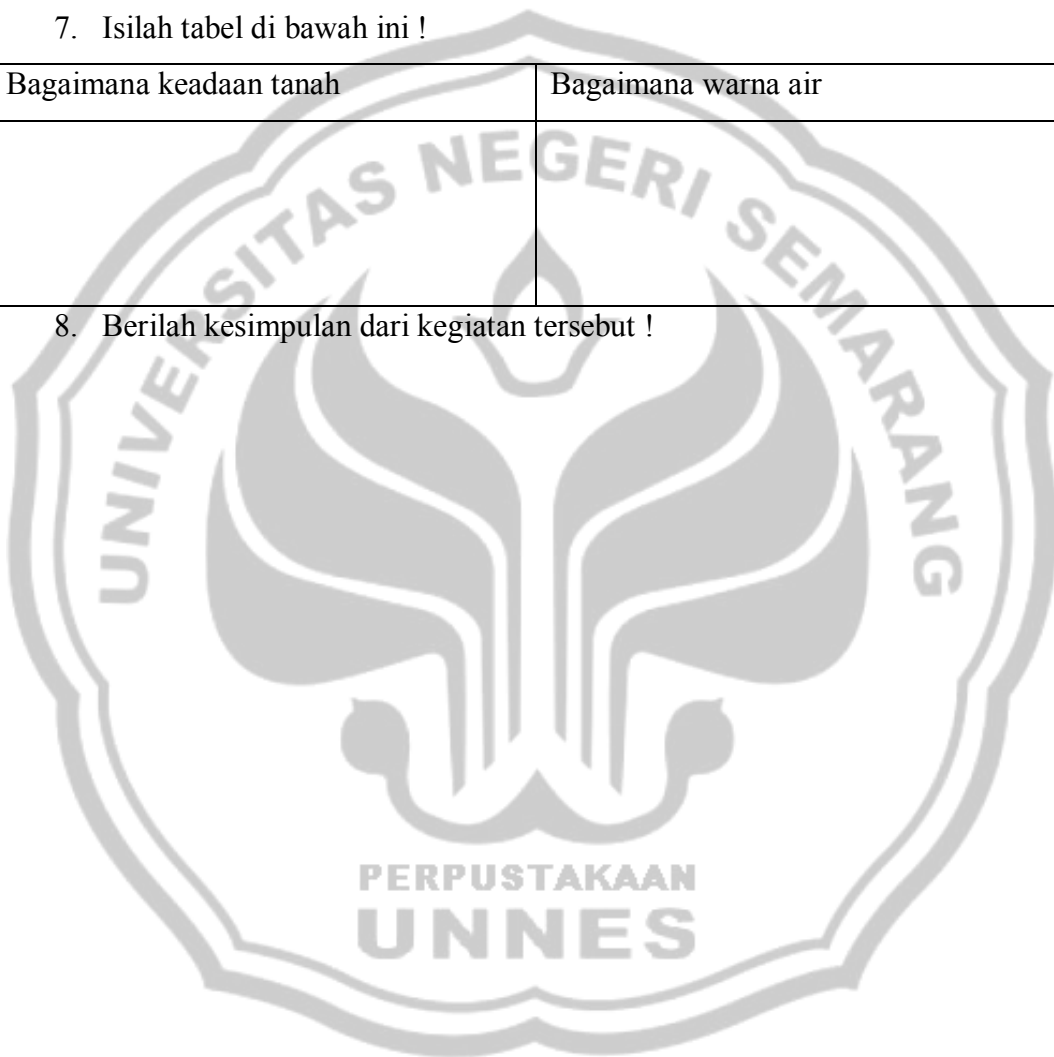 7. Isilah tabel di bawah ini !
Bagaimana keadaan tanah
Bagaimana warna air
8. Berilah kesimpulan dari kegiatan tersebut !
UNIVERSITAS NEGERI SEMARANG
PERPUSTAKAAN
UNNES